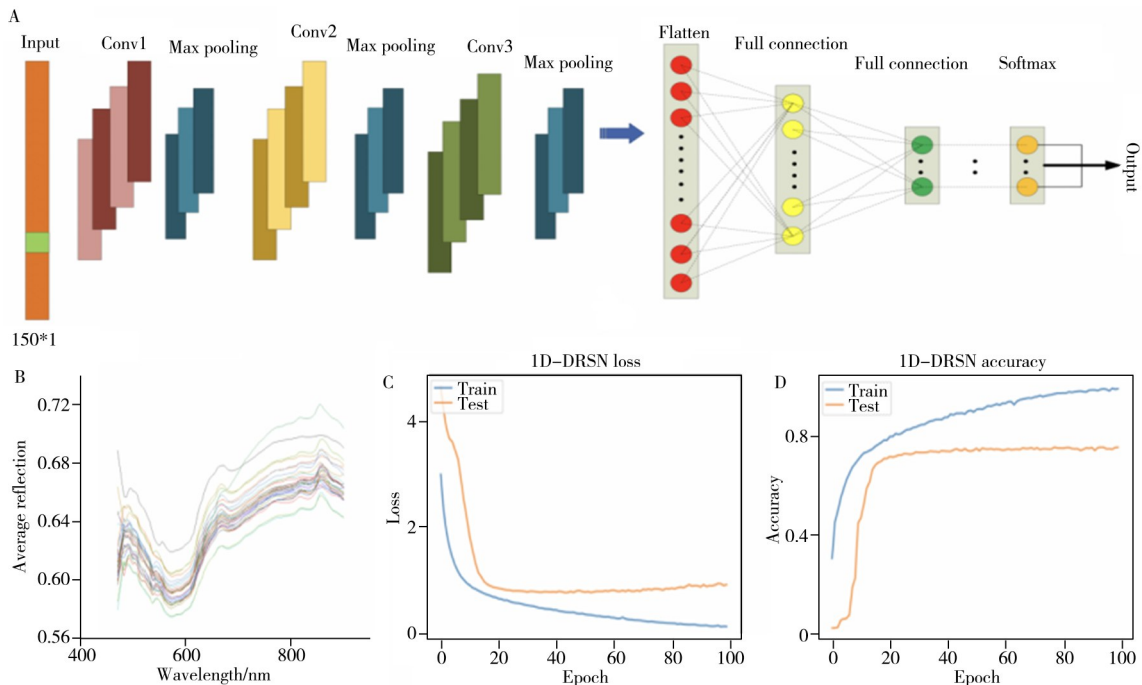 A
Input
Conv1
Max pooling
Conv2
Max pooling
Conv3
Max pooling
Flatten
Full connection
Full connection
Softmax
Output
150*1
B
Average reflection
0.72
0.68
0.64
0.60
0.56
400
600
800
Wavelength/nm
C
1D-DRSN loss
Train
Test
Loss
4
2
0
0
20
40
60
80
100
Epoch
D
1D-DRSN accuracy
Train
Test
Accuracy
0.8
0.4
0
0
20
40
60
80
100
Epoch